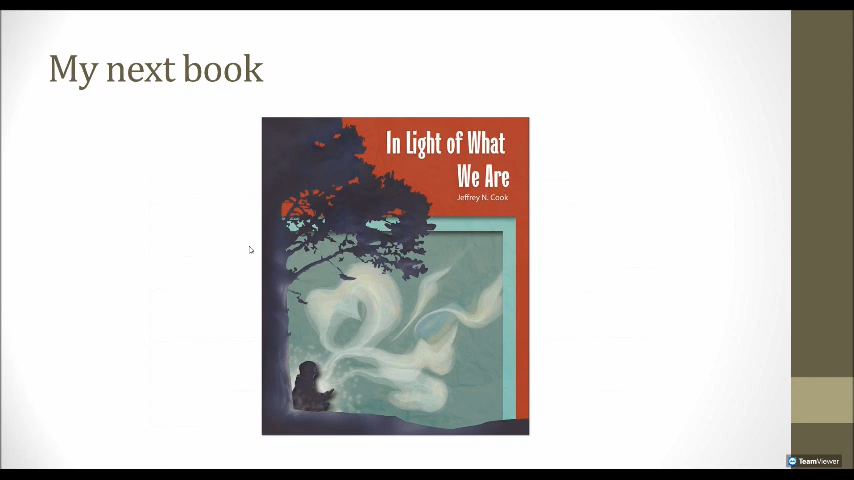 My next book
In Light of What
We Are
Jeffrey N. Cook
TeamViewer